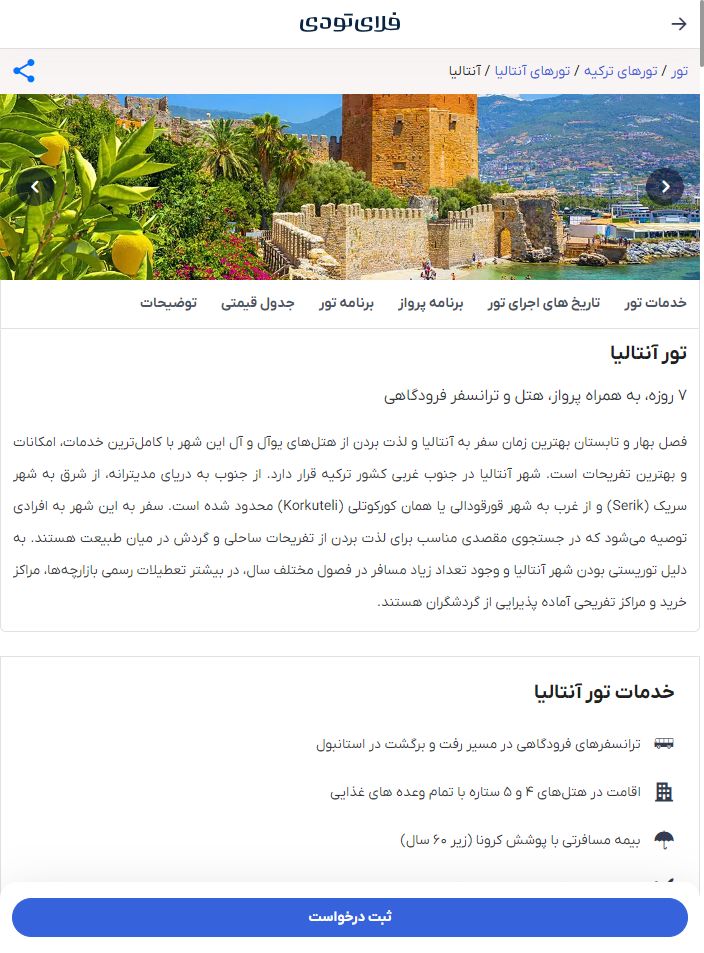 فلای‌تودی
تور / تورهای ترکیه / تورهای آنتالیا / آنتالیا
خدمات تور تاریخ های اجرای تور برنامه پرواز برنامه تور جدول قیمتی توضیحات
تور آنتالیا
۷ روزه، به همراه پرواز، هتل و ترانسفر فرودگاهی
فصل بهار و تابستان بهترین زمان سفر به آنتالیا و لذت بردن از هتل‌های یوآل و آل این شهر با کامل‌ترین خدمات، امکانات
و بهترین تفریحات است. شهر آنتالیا در جنوب غربی کشور ترکیه قرار دارد. از جنوب به دریای مدیترانه، از شرق به شهر
سریک (Serik) و از غرب به شهر قورقودالی یا همان کورکوتلی (Korkuteli) محدود شده است. سفر به این شهر به افرادی
توصیه می‌شود که در جستجوی مقصدی مناسب برای لذت بردن از تفریحات ساحلی و گردش در میان طبیعت هستند. به
دلیل توریستی بودن شهر آنتالیا و وجود تعداد زیاد مسافر در فصول مختلف سال، در بیشتر تعطیلات رسمی بازارچه‌ها، مراکز
خرید و مراکز تفریحی آماده پذیرایی از گردشگران هستند.
خدمات تور آنتالیا
ترانسفرهای فرودگاهی در مسیر رفت و برگشت در استانبول
اقامت در هتل‌های ۴ و ۵ ستاره با تمام وعده های غذایی
بیمه مسافرتی با پوشش کرونا (زیر ۶۰ سال)
ثبت درخواست